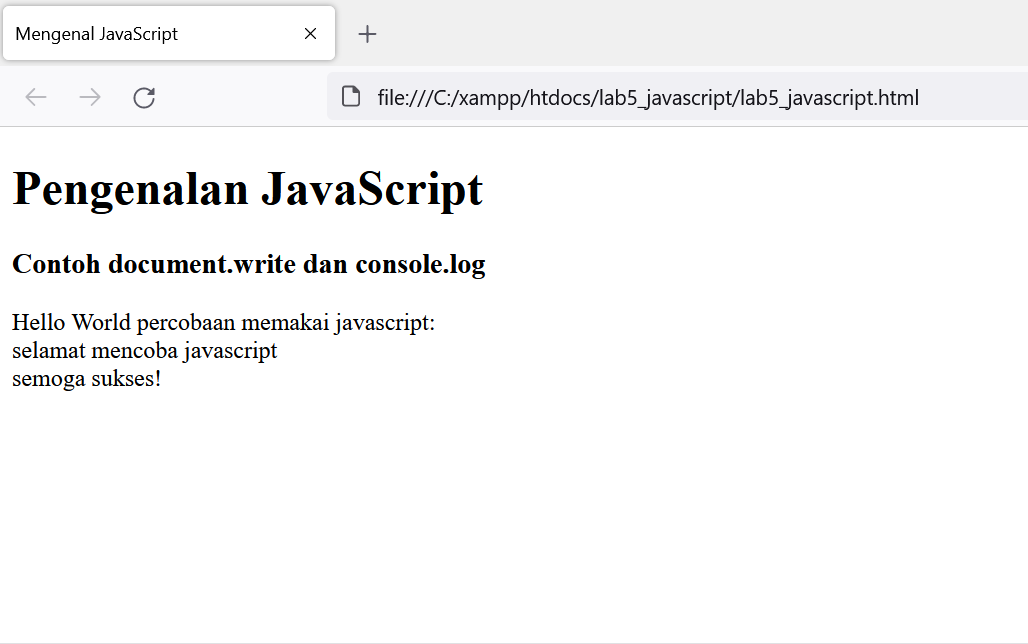 Mengenal JavaScript
file:///C:/xampp/htdocs/lab5_javascript/lab5_javascript.html
Pengenalan JavaScript
Contoh document.write dan console.log
Hello World percobaan memakai javascript:
selamat mencoba javascript
semoga sukses!